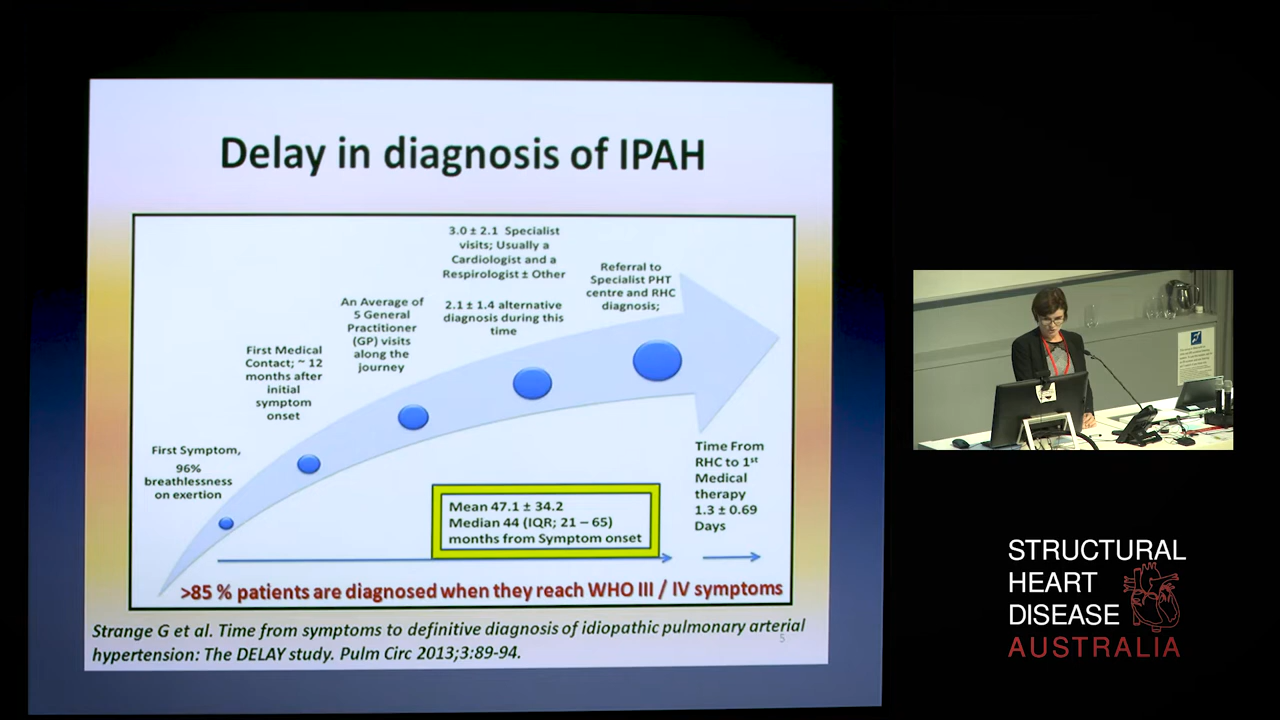 Delay in diagnosis of IPAH
3.0 ± 2.1 Specialist
visits; Usually a
Cardiologist and a
Respirologist ± Other
2.1 ± 1.4 alternative
diagnosis during this
time
Referral to
Specialist PHT
centre and RHC
diagnosis;
An Average of
5 General
Practitioner
(GP) visits
along the
journey
First Medical
Contact; ~ 12
months after
initial
symptom
onset
First Symptom,
96%
breathlessness
on exertion
Time From
RHC to 1st
Medical
therapy
1.3 ± 0.69
Days
Mean 47.1 ± 34.2
Median 44 (IQR; 21 – 65)
months from Symptom onset
>85 % patients are diagnosed when they reach WHO III / IV symptoms
Strange G et al. Time from symptoms to definitive diagnosis of idiopathic pulmonary arterial
hypertension: The DELAY study. Pulm Circ 2013;3:89-94.
5
STRUCTURAL
HEART
DISEASE
AUSTRALIA